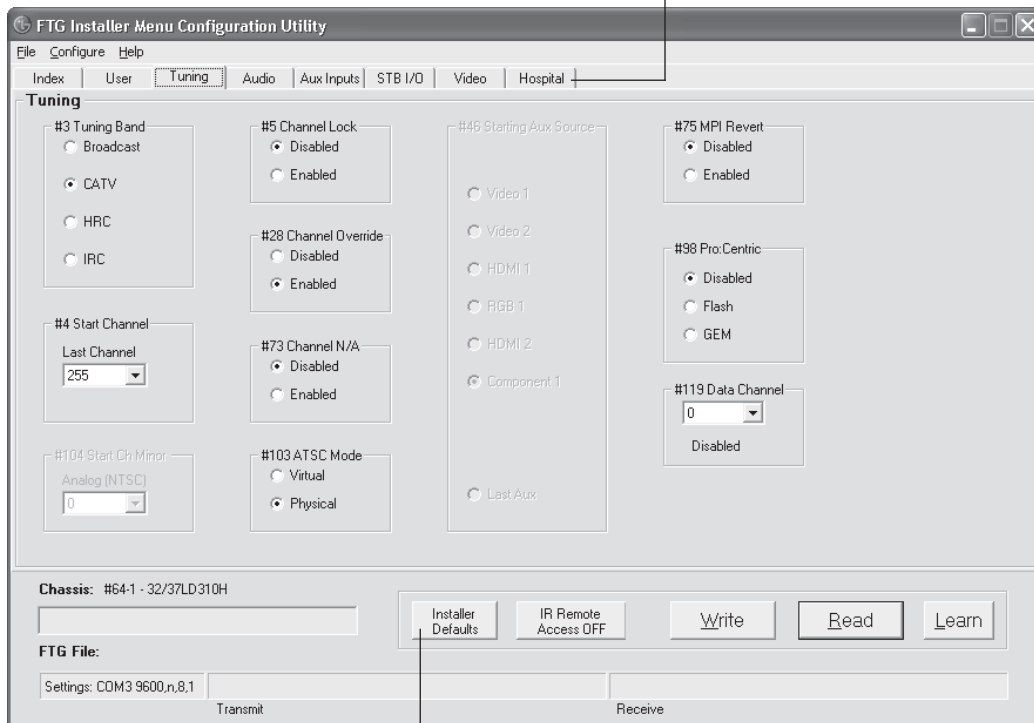 FTG Installer Menu Configuration Utility
File Configure Help
Index User Tuning Audio Aux Inputs STB I/O Video Hospital
Tuning
#3 Tuning Band
Broadcast
CATV
HRC
IRC
#4 Start Channel
Last Channel
255
#104 Start Ch Minor
Analog (NTSC)
0
#5 Channel Lock
Disabled
Enabled
#28 Channel Override
Disabled
Enabled
#73 Channel N/A
Disabled
Enabled
#103 ATSC Mode
Virtual
Physical
#46 Starting Aux Source
Video 1
Video 2
HDMI 1
RGB 1
HDMI 2
Component 1
Last Aux
#75 MPI Revert
Disabled
Enabled
#98 Pro:Centric
Disabled
Flash
GEM
#119 Data Channel
0
Disabled
Chassis: #64-1 - 32/37LD310H
Installer
Defaults
IR Remote
Access OFF
Write
Read
Learn
FTG File:
Settings: COM3 9600,n,8,1
Transmit
Receive